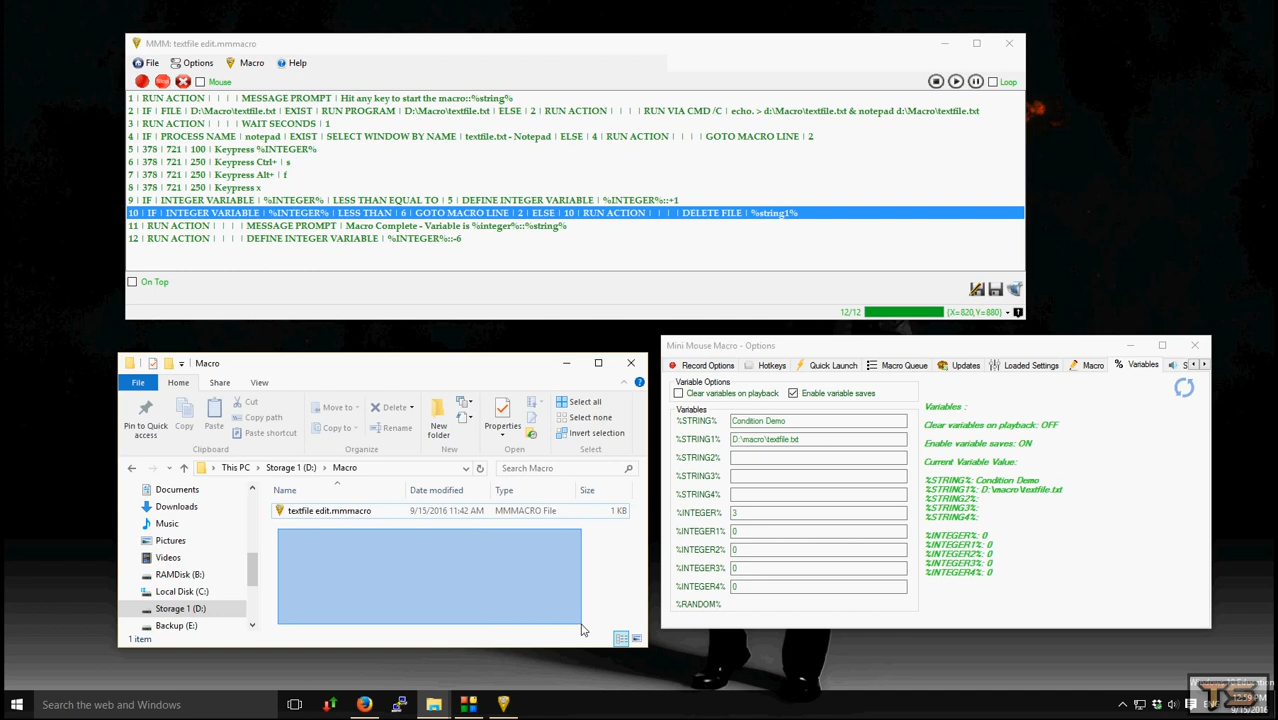 MMM: textfile edit.mmmacro
File Options Macro Help
Stop Mouse Loop
1 | RUN ACTION | | | | MESSAGE PROMPT | Hit any key to start the macro::%string%
2 | IF | FILE | D:\Macro\textfile.txt | EXIST | RUN PROGRAM | D:\Macro\textfile.txt | ELSE | 2 | RUN ACTION | | | | RUN VIA CMD /C | echo. > d:\Macro\textfile.txt & notepad d:\Macro\textfile.txt
3 | RUN ACTION | | | | WAIT SECONDS | 1
4 | IF | PROCESS NAME | notepad | EXIST | SELECT WINDOW BY NAME | textfile.txt - Notepad | ELSE | 4 | RUN ACTION | | | | GOTO MACRO LINE | 2
5 | 378 | 721 | 100 | Keypress %INTEGER%
6 | 378 | 721 | 250 | Keypress Ctrl+ | s
7 | 378 | 721 | 250 | Keypress Alt+ | f
8 | 378 | 721 | 250 | Keypress x
9 | IF | INTEGER VARIABLE | %INTEGER% | LESS THAN EQUAL TO | 5 | DEFINE INTEGER VARIABLE | %INTEGER%::+1
10 | IF | INTEGER VARIABLE | %INTEGER% | LESS THAN | 6 | GOTO MACRO LINE | 2 | ELSE | 10 | RUN ACTION | | | | DELETE FILE | %string1%
11 | RUN ACTION | | | | MESSAGE PROMPT | Macro Complete - Variable is %integer%::%string%
12 | RUN ACTION | | | | DEFINE INTEGER VARIABLE | %INTEGER%::-6
On Top
12/12 {X=820,Y=880}
Macro
File Home Share View
Pin to Quick access
Copy
Paste
Cut
Copy path
Paste shortcut
Clipboard
Move to
Copy to
Delete
Rename
Organize
New folder
New
Properties
Open
Select all
Select none
Invert selection
Select
This PC Storage 1 (D:) Macro Search Macro
Name Date modified Type Size
textfile edit.mmmacro 9/15/2016 11:42 AM MMMACRO File 1 KB
Documents
Downloads
Music
Pictures
Videos
RAMDisk (B:)
Local Disk (C:)
Storage 1 (D:)
Backup (E:)
1 item
Mini Mouse Macro - Options
Record Options Hotkeys Quick Launch Macro Queue Updates Loaded Settings Macro Variables S
Variable Options
Clear variables on playback Enable variable saves
Variables
%STRING% Condition Demo
%STRING1% D:\macro\textfile.txt
%STRING2%
%STRING3%
%STRING4%
%INTEGER% 3
%INTEGER1% 0
%INTEGER2% 0
%INTEGER3% 0
%INTEGER4% 0
%RANDOM%
Variables :
Clear variables on playback: OFF
Enable variable saves: ON
Current Variable Value:
%STRING%: Condition Demo
%STRING1%: D:\macro\textfile.txt
%STRING2%:
%STRING3%:
%STRING4%:
%INTEGER%: 0
%INTEGER1%: 0
%INTEGER2%: 0
%INTEGER3%: 0
%INTEGER4%: 0
Search the web and Windows
ENG
12:59 PM
9/15/2016
TS